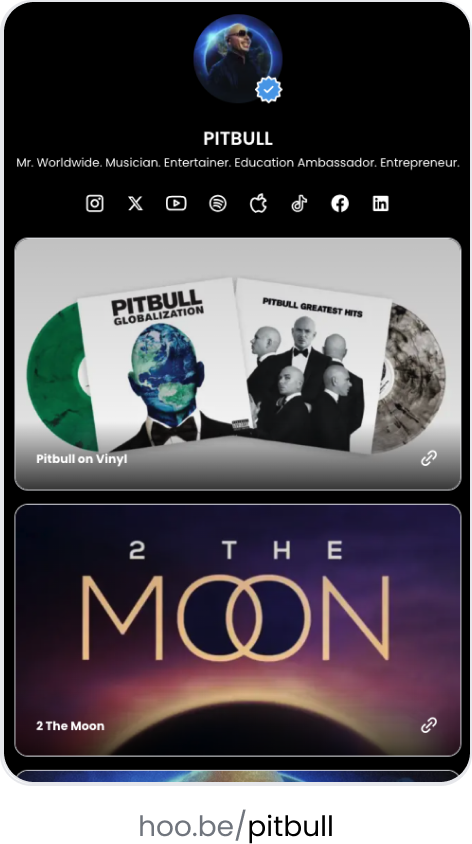 PITBULL
Mr. Worldwide. Musician. Entertainer. Education Ambassador. Entrepreneur.
PITBULL
GLOBALIZATION
PITBULL GREATEST HITS
Pitbull on Vinyl
2 THE
MOON
2 The Moon
hoo.be/pitbull